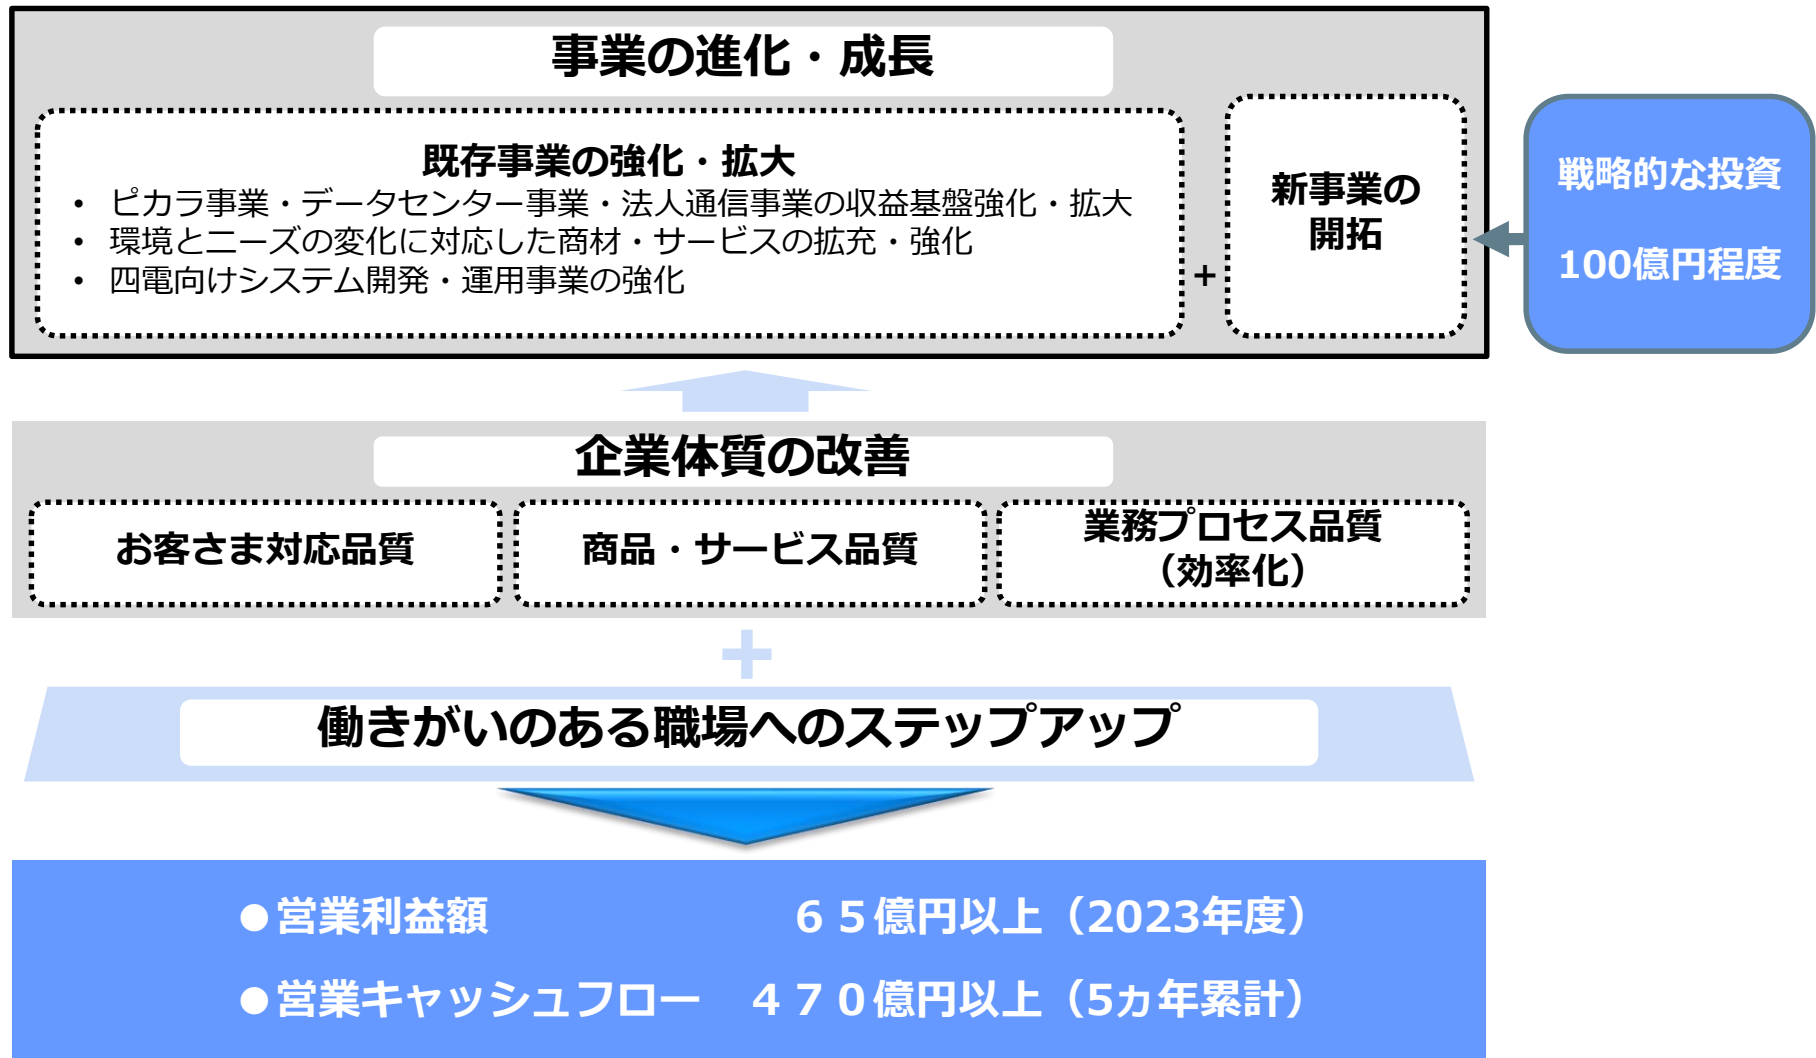 事業の進化・成長
既存事業の強化・拡大
• ピカラ事業・データセンター事業・法人通信事業の収益基盤強化・拡大
• 環境とニーズの変化に対応した商材・サービスの拡充・強化
• 四電向けシステム開発・運用事業の強化
+
新事業の
開拓
戦略的な投資
100億円程度
企業体質の改善
お客さま対応品質
商品・サービス品質
業務プロセス品質
（効率化）
働きがいのある職場へのステップアップ
●営業利益額 ６５億円以上（2023年度）
●営業キャッシュフロー ４７０億円以上（5ヵ年累計）